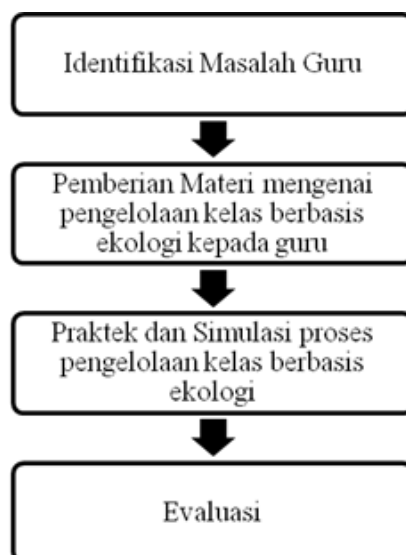 Identifikasi Masalah Guru
Pemberian Materi mengenai
pengelolaan kelas berbasis
ekologi kepada guru
Praktek dan Simulasi proses
pengelolaan kelas berbasis
ekologi
Evaluasi